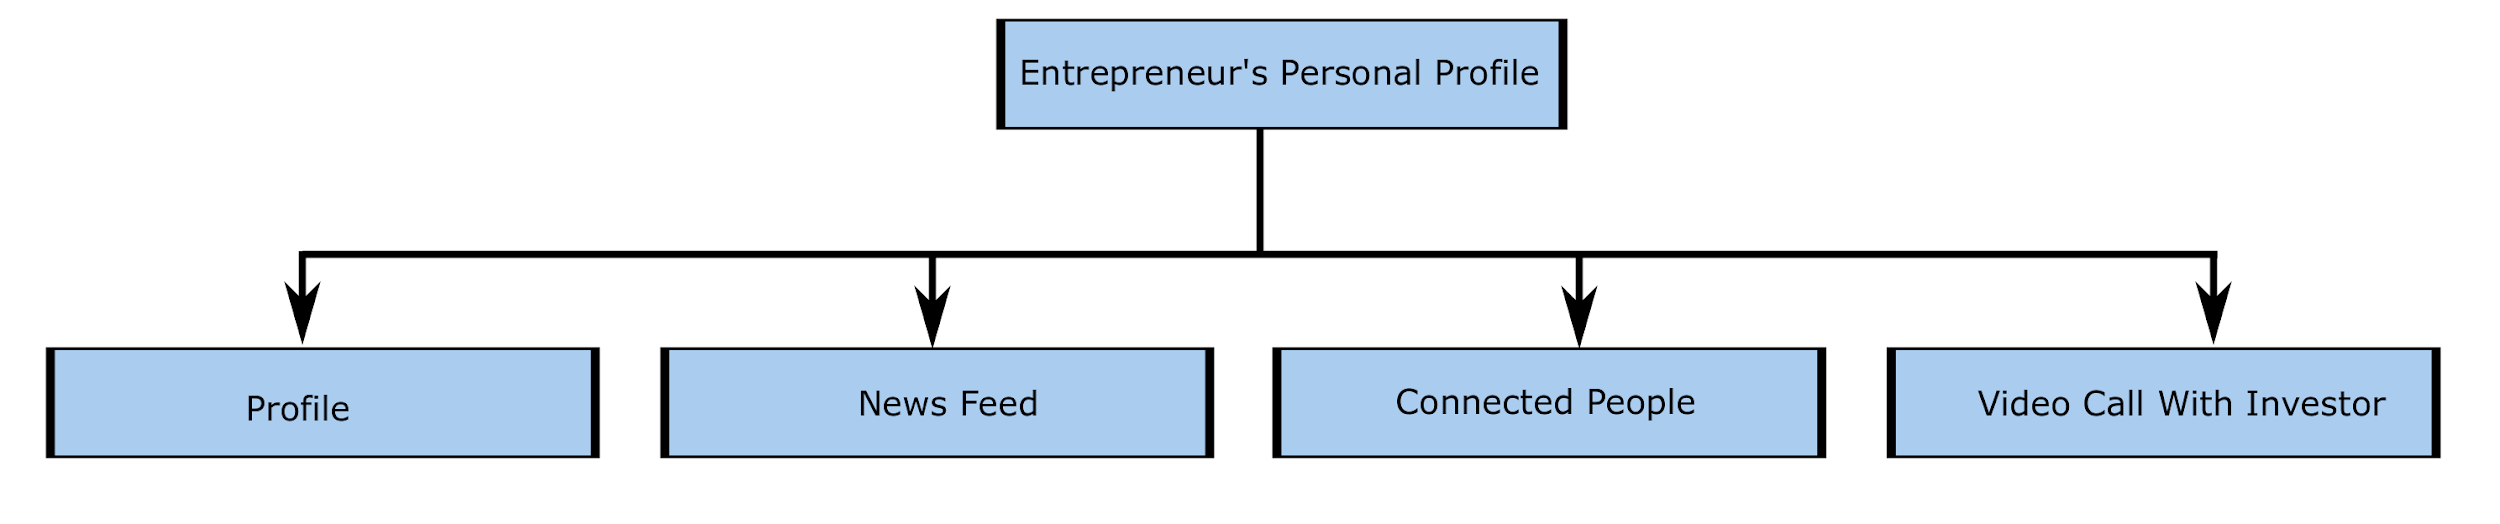 Entrepreneur's Personal Profile
Profile
News Feed
Connected People
Video Call With Investor